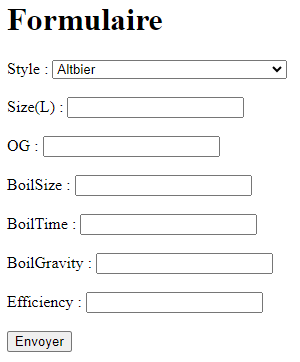 Formulaire
Style : Altbier
Size(L) :
OG :
BoilSize :
BoilTime :
BoilGravity :
Efficiency :
Envoyer